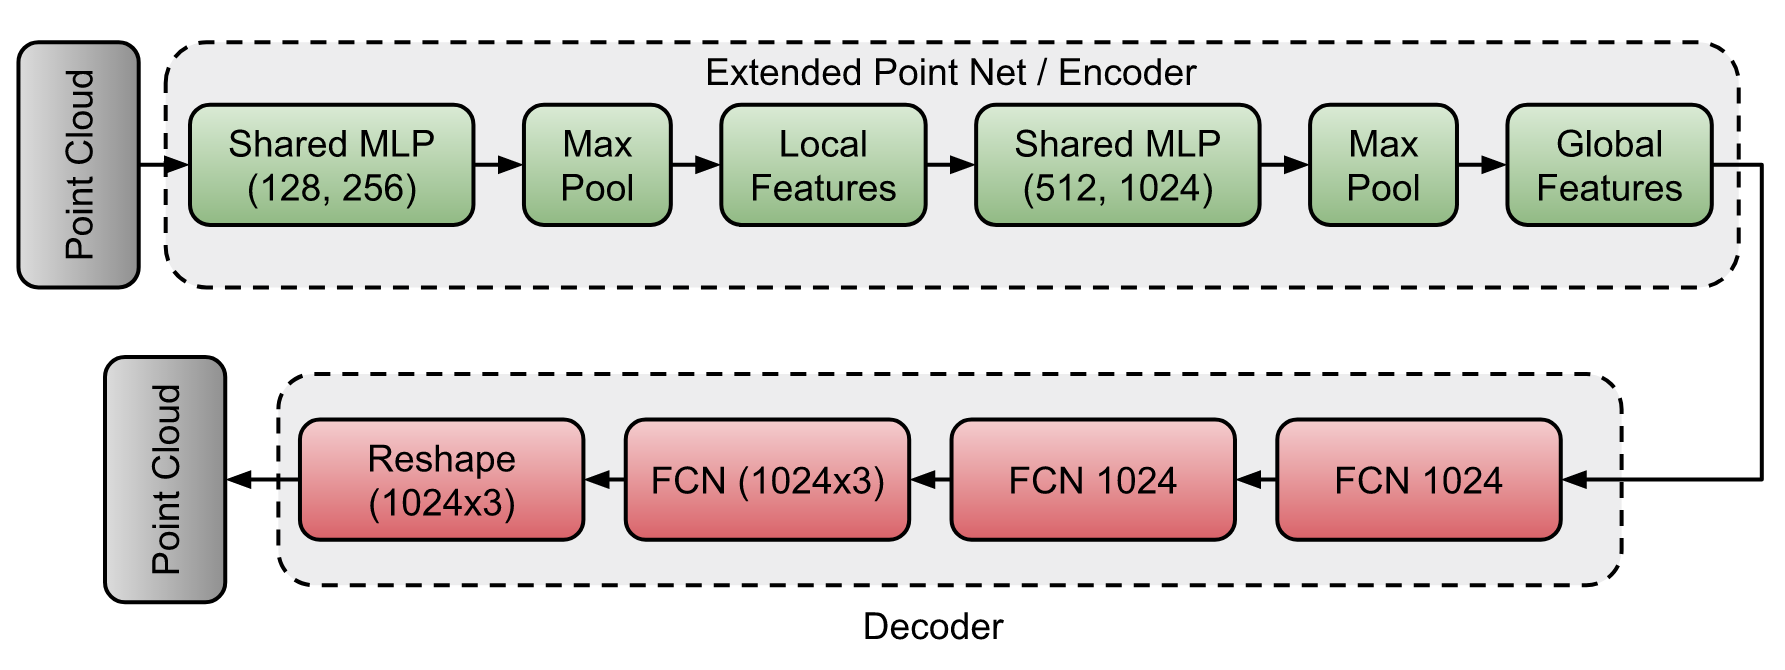 Point Cloud
Extended Point Net / Encoder
Shared MLP
(128, 256)
Max
Pool
Local
Features
Shared MLP
(512, 1024)
Max
Pool
Global
Features
FCN 1024
FCN 1024
FCN (1024x3)
Reshape
(1024x3)
Point Cloud
Decoder